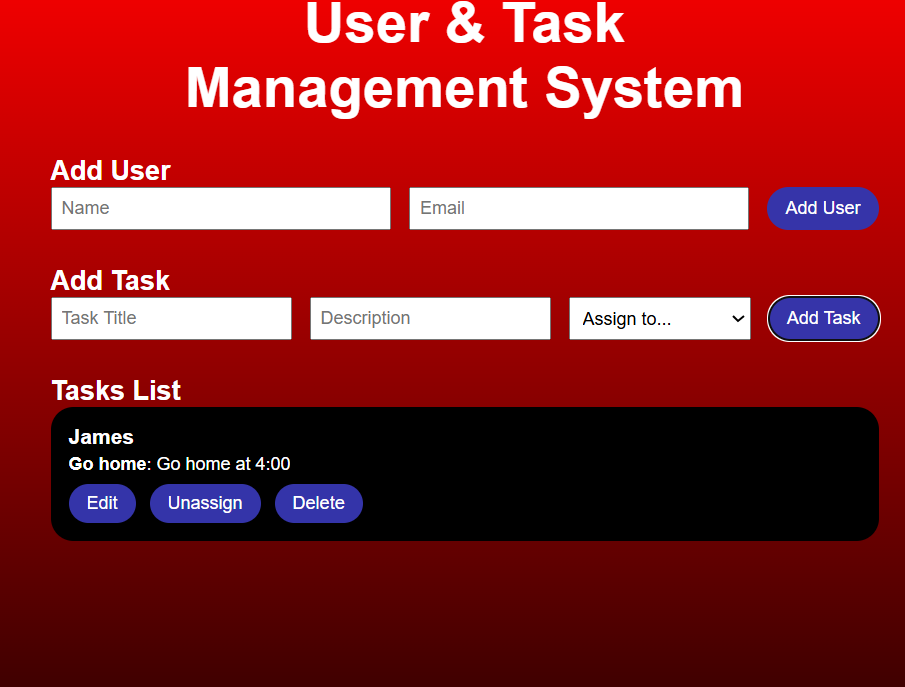 User & Task
Management System
Add User
Name
Email
Add User
Add Task
Task Title
Description
Assign to...
Add Task
Tasks List
James
Go home: Go home at 4:00
Edit
Unassign
Delete